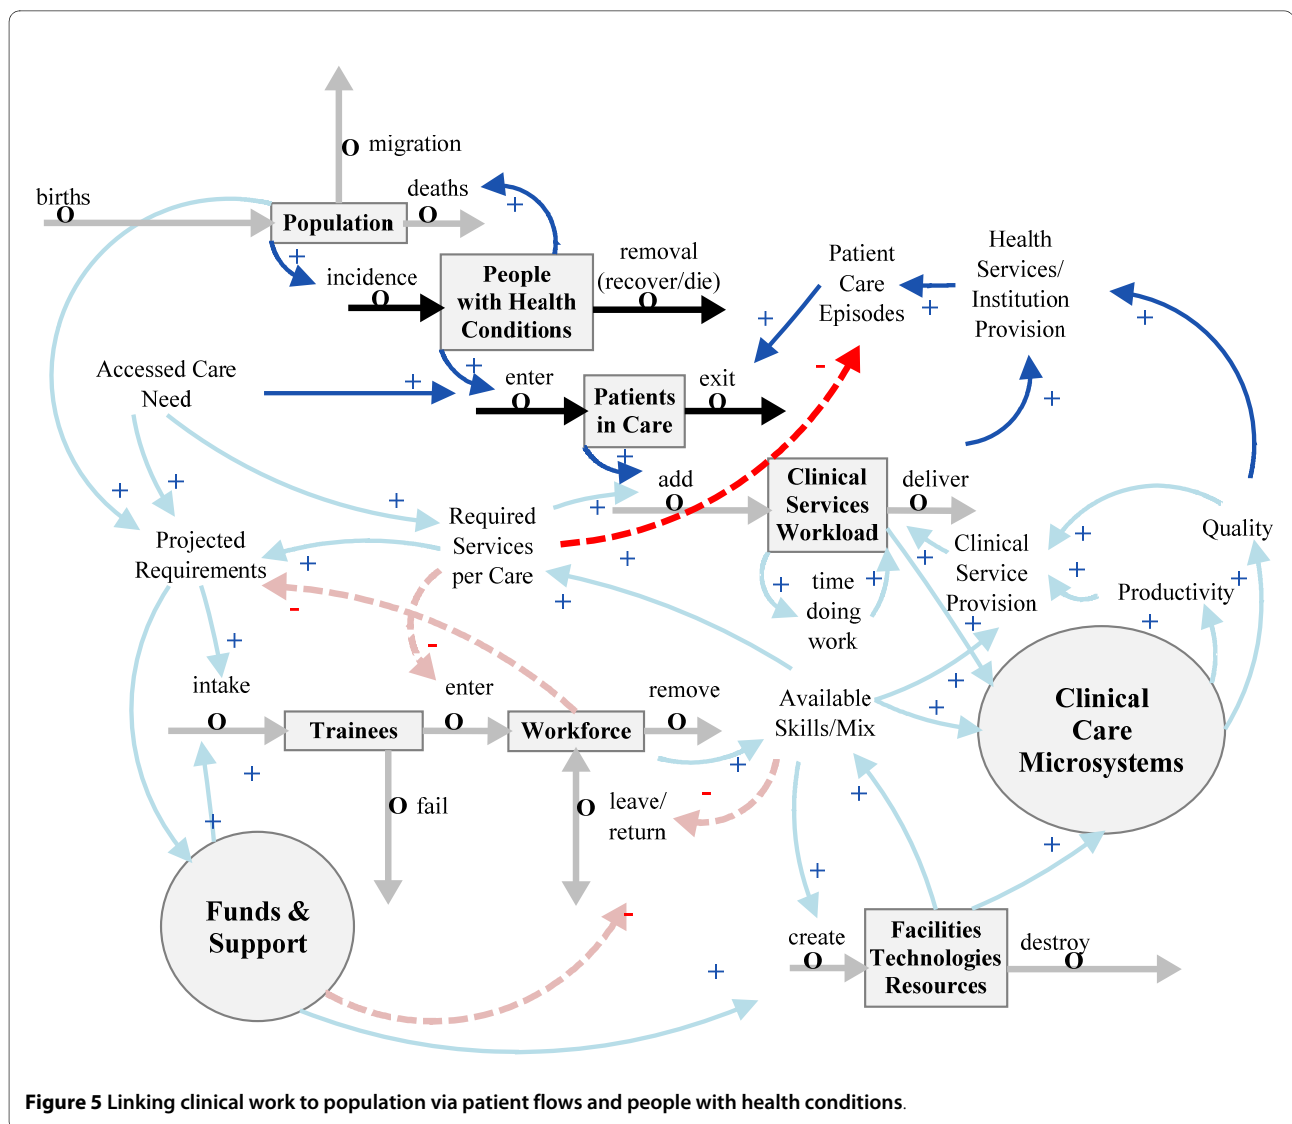 migration
births
O
deaths
O
O
Population
+
+
removal
(recover/die)
O
incidence
O
People
with Health
Conditions
Patient
Care
Episodes
Health
Services/
Institution
Provision
+
+
+
Accessed Care
Need
+
+
enter
O
exit
O
Patients
in Care
-
+
+
+
+
+
add
O
+
Clinical
Services
Workload
deliver
O
Required
Services
per Care
+
Quality
Projected
Requirements
+
+
+
Clinical
Service
Provision
+
+
+
time
doing
work
+
+
Productivity
+
+
-
+
-
+
+
intake
O
enter
O
remove
O
Available
Skills/Mix
+
+
Clinical
Care
Microsystems
Trainees
Workforce
+
+
-
+
O
fail
O
leave/
return
+
+
+
Funds &
Support
-
create
O
Facilities
Technologies
Resources
destroy
O
+
Figure 5 Linking clinical work to population via patient flows and people with health conditions.